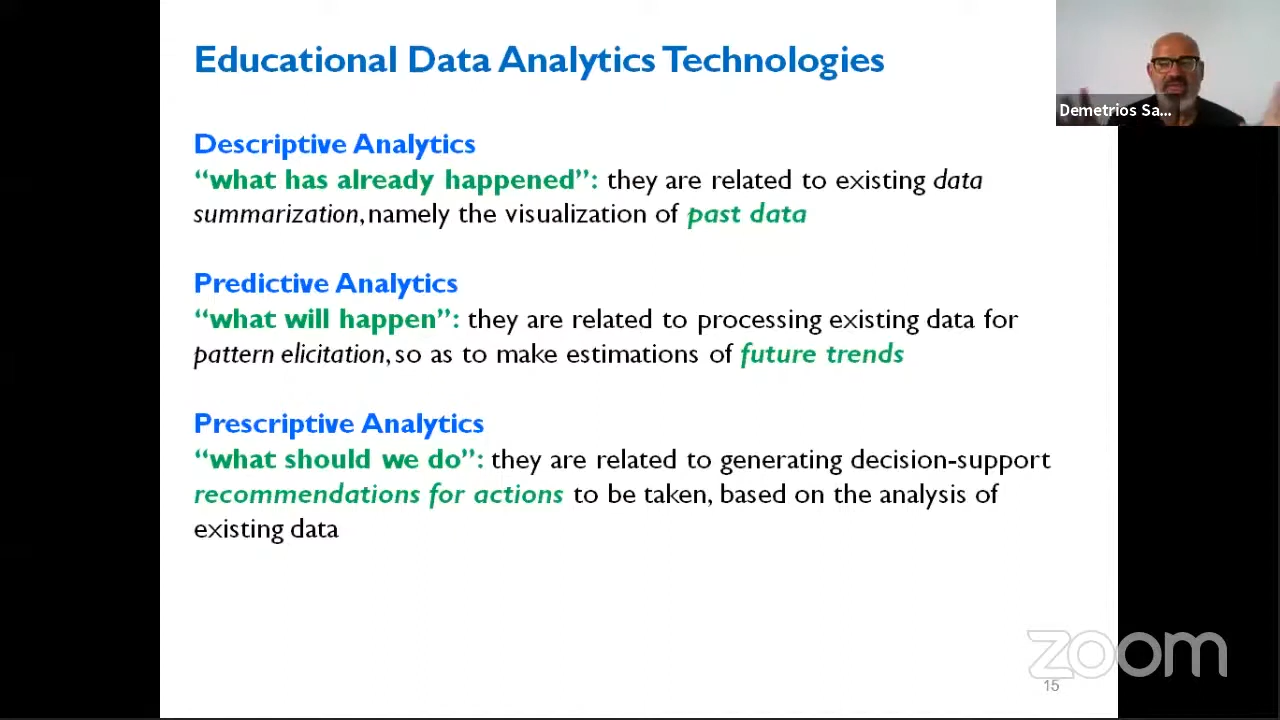 Educational Data Analytics Technologies
Demetrios Sa...
Descriptive Analytics
“what has already happened”: they are related to existing data
summarization, namely the visualization of past data
Predictive Analytics
“what will happen”: they are related to processing existing data for
pattern elicitation, so as to make estimations of future trends
Prescriptive Analytics
“what should we do”: they are related to generating decision-support
recommendations for actions to be taken, based on the analysis of
existing data
zoom
15